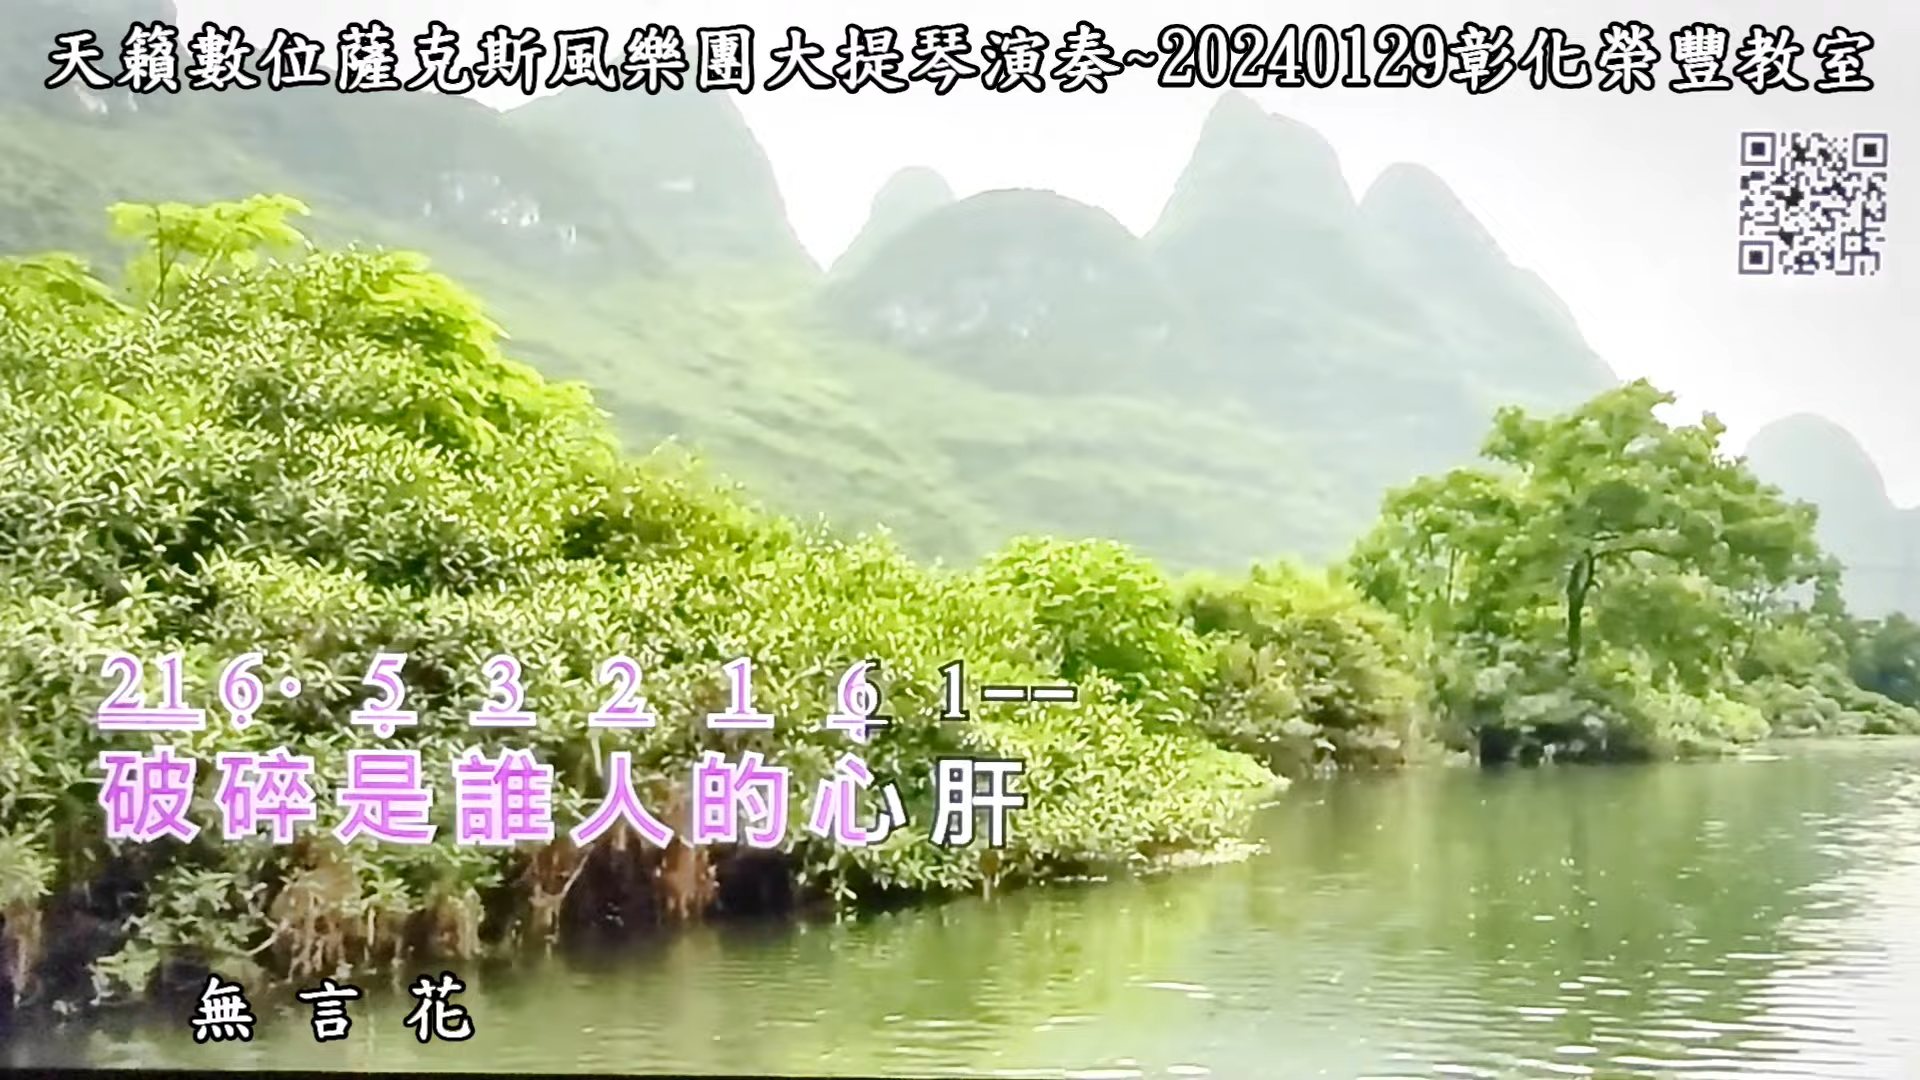 天籟數位薩克斯風樂團大提琴演奏~20240129彰化榮豐教室
216· 5 3 2 1 6 1--
破碎是誰人的心肝
無言花